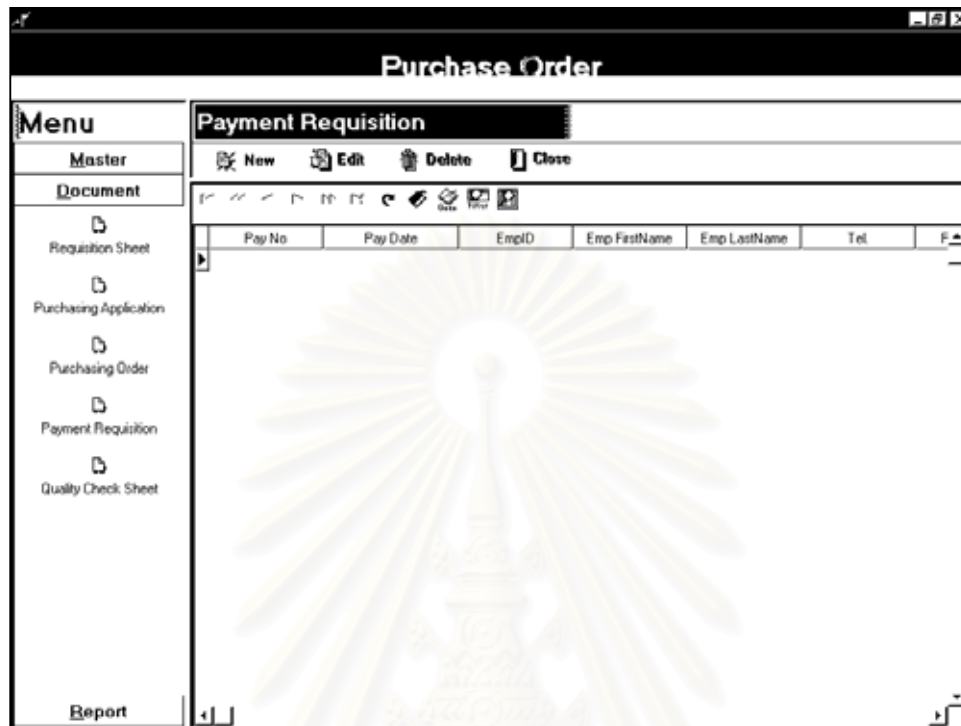 Purchase Order
Menu
Master
Document
Requisition Sheet
Purchasing Application
Purchasing Order
Payment Requisition
Quality Check Sheet
Report
Payment Requisition
New Edit Delete Close
Pay No Pay Date EmpID Emp FirstName Emp LastName Tel. F